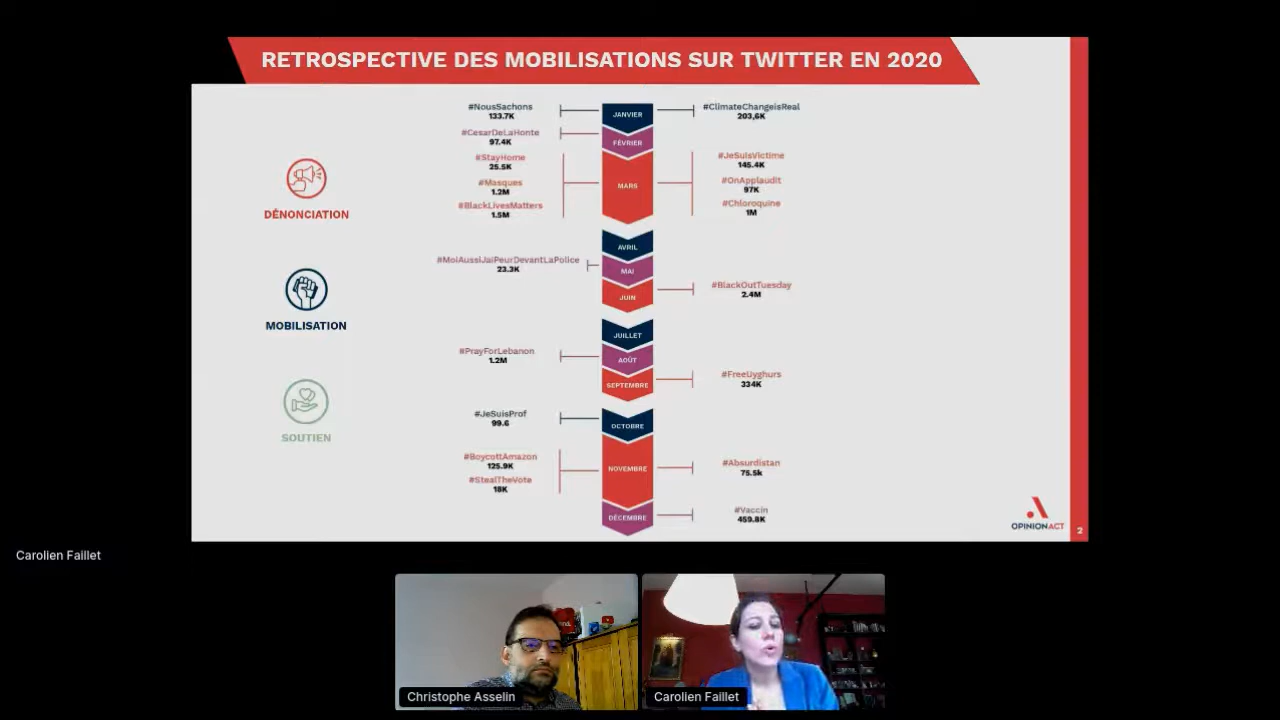 RETROSPECTIVE DES MOBILISATIONS SUR TWITTER EN 2020
DÉNONCIATION
MOBILISATION
SOUTIEN
#NousSachons
133.7K
JANVIER
#ClimateChangeisReal
203,6K
#CesarDeLaHonte
97.4K
FÉVRIER
#StayHome
25.5K
#Masques
1.2M
#BlackLivesMatters
1.5M
MARS
#JeSuisVictime
145.4K
#OnApplaudit
97K
#Chloroquine
1M
AVRIL
#MoiAussiJaiPeurDevantLaPolice
23.3K
MAI
JUIN
#BlackOutTuesday
2.4M
JUILLET
#PrayForLebanon
1.2M
AOÛT
SEPTEMBRE
#FreeUyghurs
334K
#JeSuisProf
99.6
OCTOBRE
#BoycottAmazon
125.9K
#StealTheVote
18K
NOVEMBRE
#Absurdistan
75.5k
DÉCEMBRE
#Vaccin
459.8K
OPINIONACT
2
Carolien Faillet
Christophe Asselin
Carolien Faillet